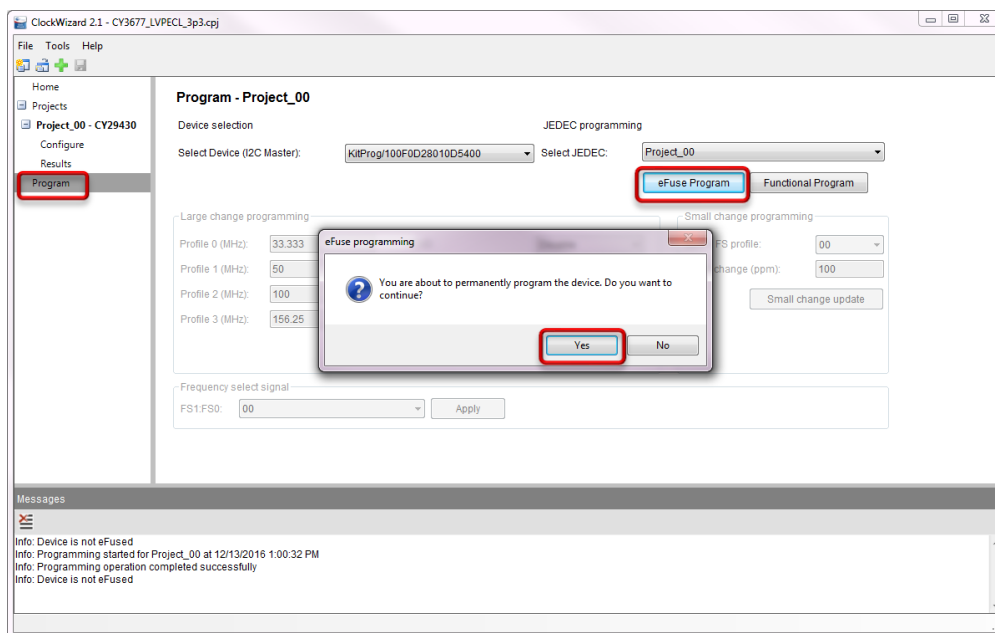 ClockWizard 2.1 - CY3677_LVPECL_3p3.cpj
File Tools Help
Home
Projects
Project_00 - CY29430
Configure
Results
Program
Program - Project_00
Device selection
JEDEC programming
Select Device (I2C Master):
KitProg/100F0D28010D5400
Select JEDEC:
Project_00
eFuse Program
Functional Program
Large change programming
Profile 0 (MHz):
33.333
Profile 1 (MHz):
50
Profile 2 (MHz):
100
Profile 3 (MHz):
156.25
Small change programming
FS profile:
00
change (ppm):
100
Small change update
eFuse programming
You are about to permanently program the device. Do you want to
continue?
Yes
No
Frequency select signal
FS1:FS0:
00
Apply
Messages
Info: Device is not eFused
Info: Programming started for Project_00 at 12/13/2016 1:00:32 PM
Info: Programming operation completed successfully
Info: Device is not eFused